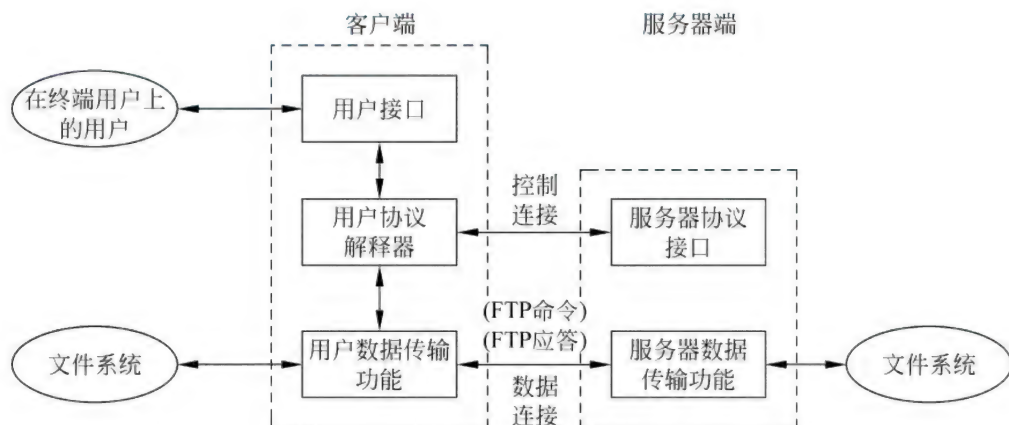 客户端
服务器端
在终端用户上
的用户
用户接口
用户协议
解释器
控制
连接
服务器协议
接口
(FTP命令)
(FTP应答)
文件系统
用户数据传输
功能
数据
连接
服务器数据
传输功能
文件系统